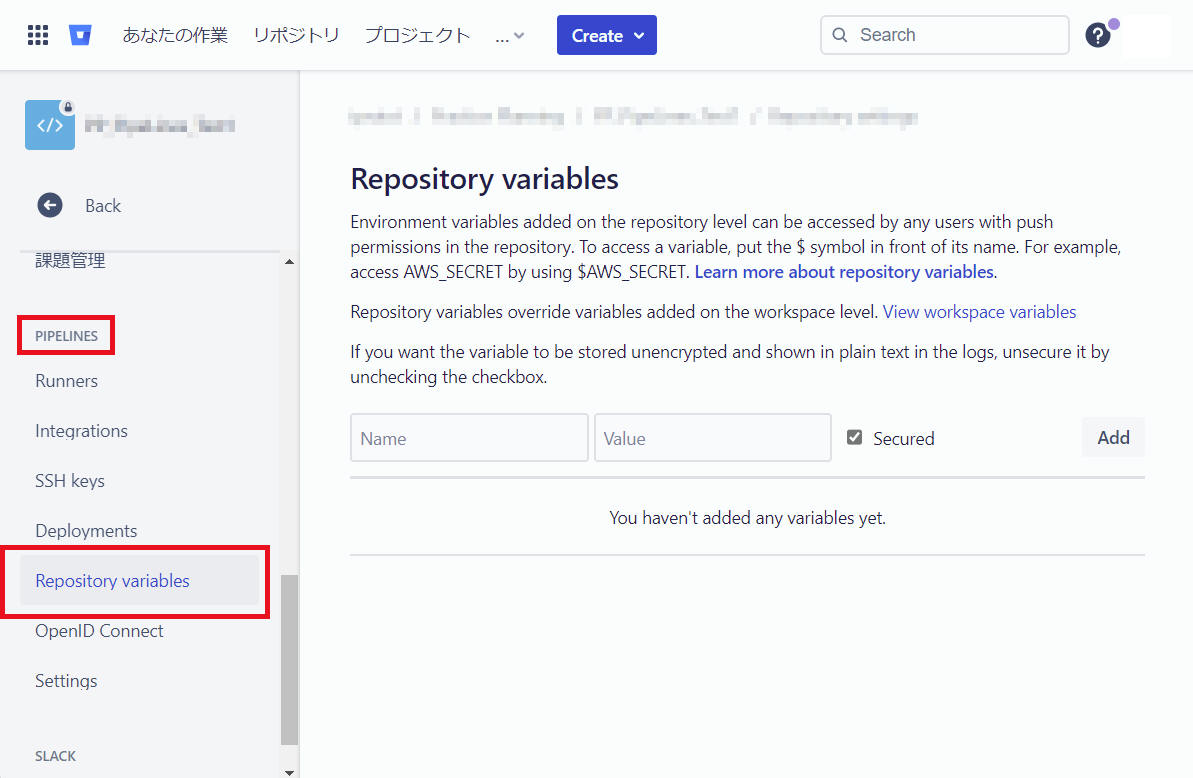 あなたの作業 リポジトリ プロジェクト ... Create Search ?
</>
Back
課題管理
PIPELINES
Runners
Integrations
SSH keys
Deployments
Repository variables
OpenID Connect
Settings
SLACK
Repository variables
Environment variables added on the repository level can be accessed by any users with push
permissions in the repository. To access a variable, put the $ symbol in front of its name. For example,
access AWS_SECRET by using $AWS_SECRET. Learn more about repository variables.
Repository variables override variables added on the workspace level. View workspace variables
If you want the variable to be stored unencrypted and shown in plain text in the logs, unsecure it by
unchecking the checkbox.
Name Value Secured Add
You haven't added any variables yet.